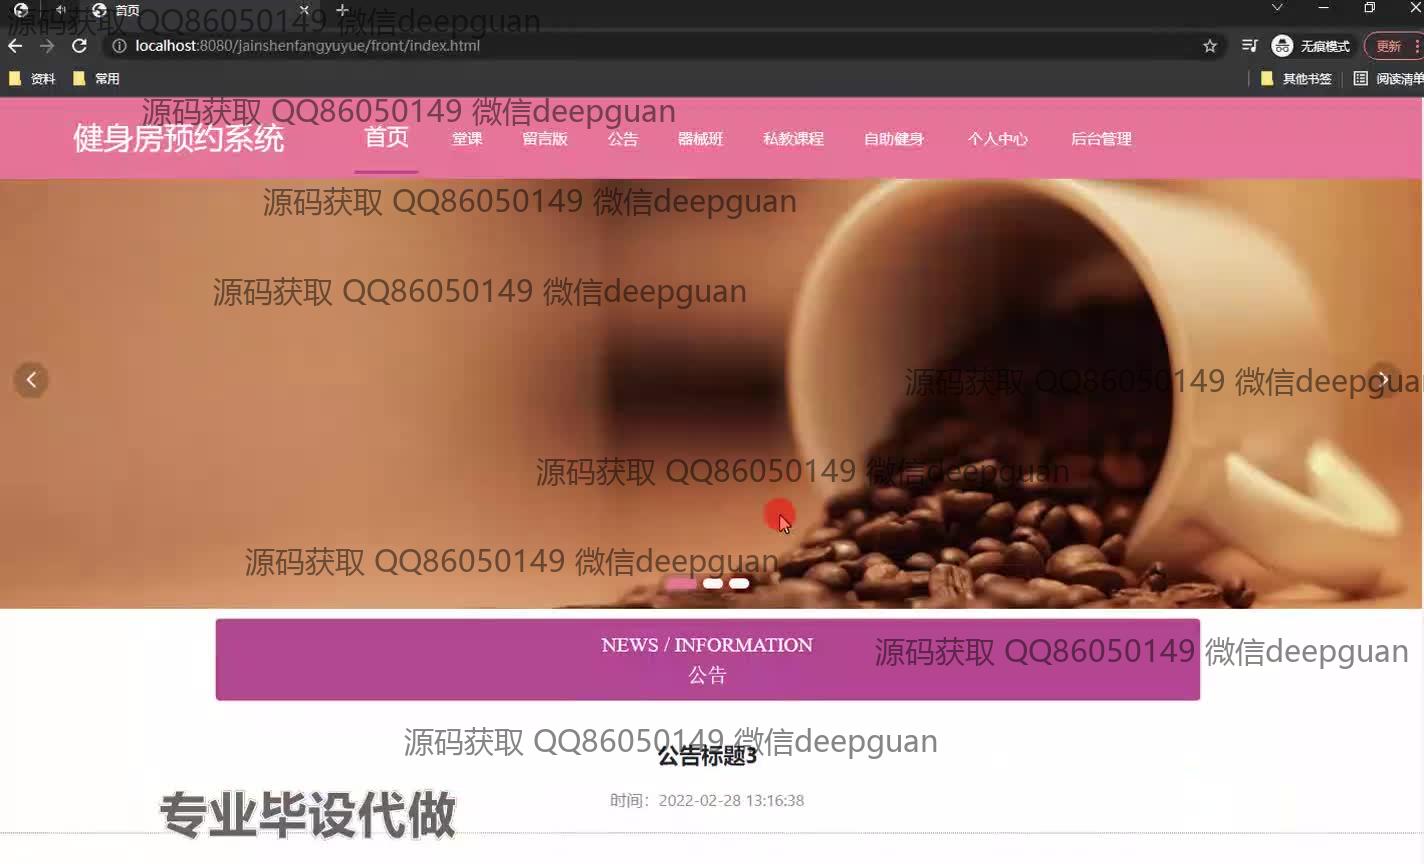 首页
源码获取 QQ86050149 微信deepguan
localhost:8080/jainshenfangyuyue/front/index.html
无痕模式
更新
资料
常用
其他书签
阅读清单
源码获取 QQ86050149 微信deepguan
健身房预约系统
首页
堂课
留言版
公告
器械班
私教课程
自助健身
个人中心
后台管理
源码获取 QQ86050149 微信deepguan
源码获取 QQ86050149 微信deepguan
源码获取 QQ86050149 微信deepguan
源码获取 QQ86050149 微信deepguan
源码获取 QQ86050149 微信deepguan
NEWS / INFORMATION
源码获取 QQ86050149 微信deepguan
公告
源码获取 QQ86050149 微信deepguan
公告标题3
时间：2022-02-28 13:16:38
专业毕设代做